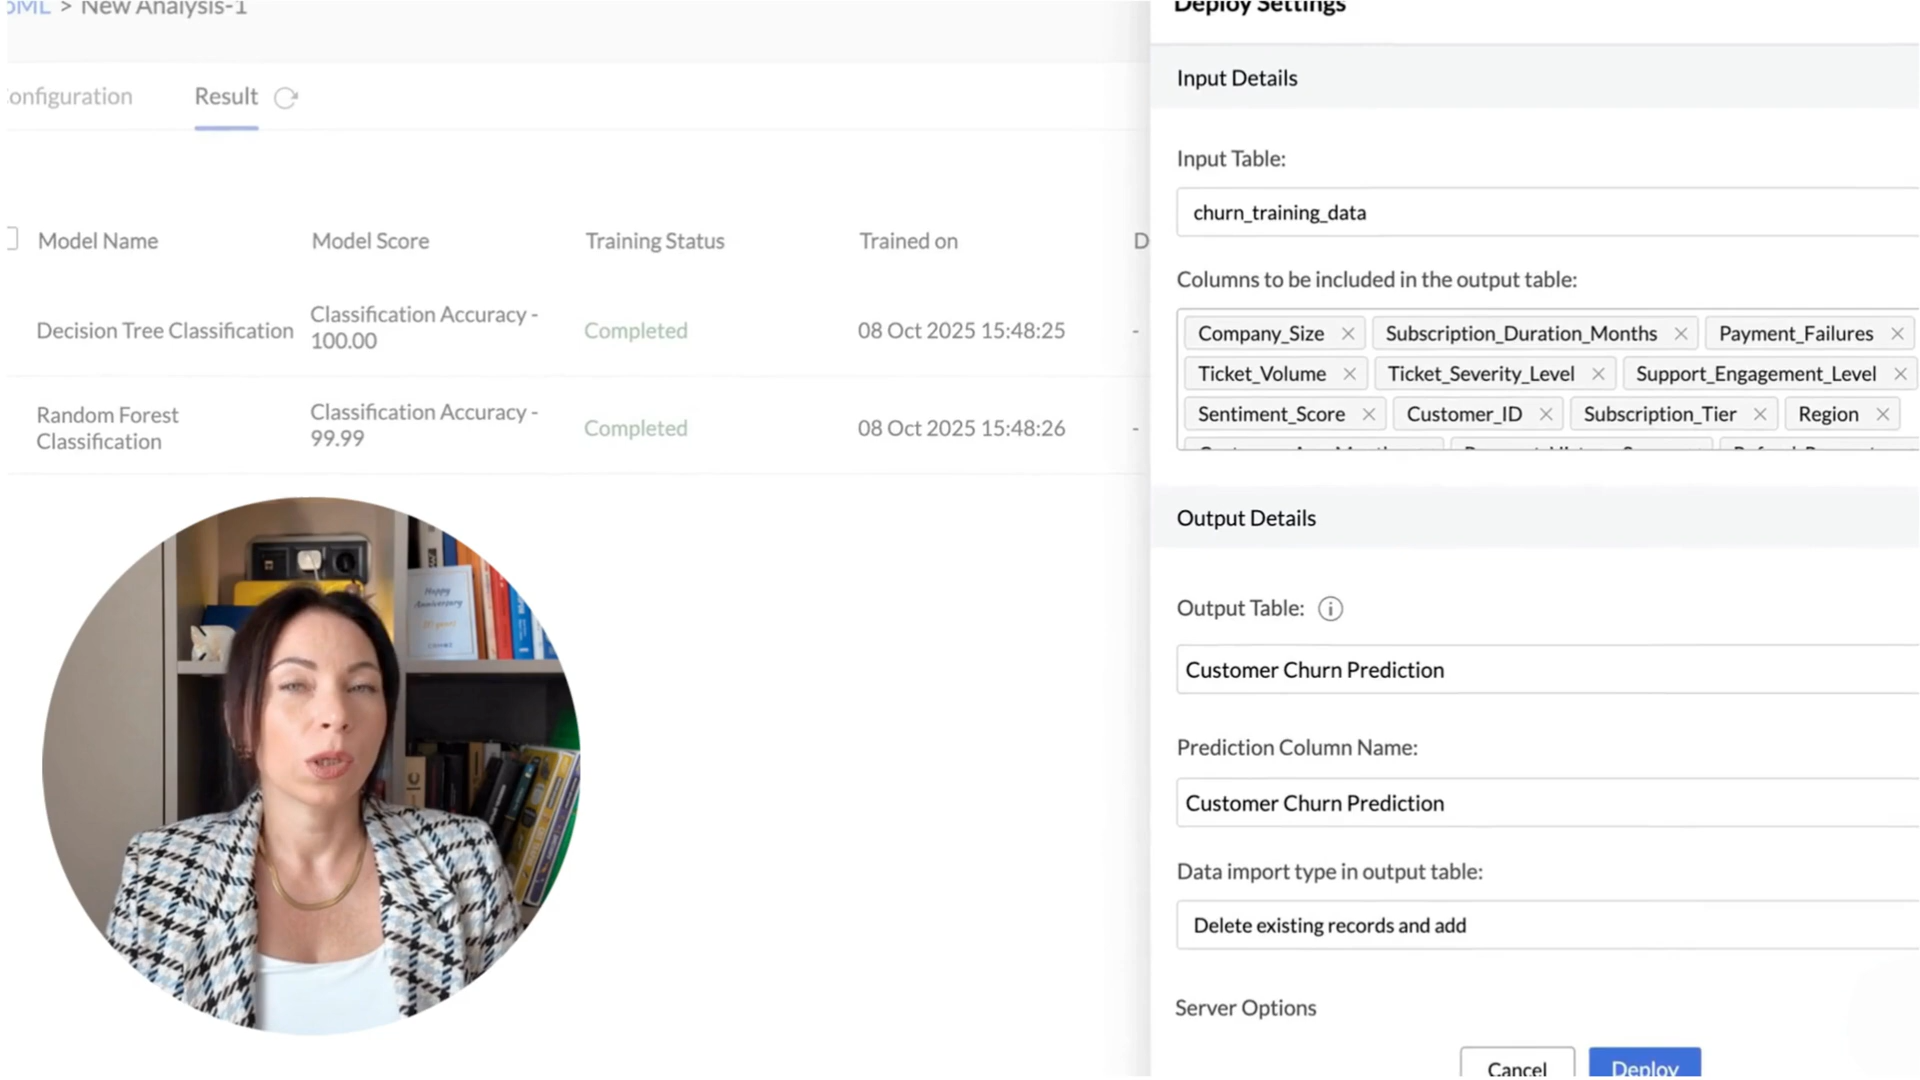 > New Analysis-1
Deploy Settings
Configuration
Result
Input Details
Input Table:
churn_training_data
Model Name
Model Score
Training Status
Trained on
D
Columns to be included in the output table:
Company_Size
Subscription_Duration_Months
Payment_Failures
Ticket_Volume
Ticket_Severity_Level
Support_Engagement_Level
Sentiment_Score
Customer_ID
Subscription_Tier
Region
Decision Tree Classification
Classification Accuracy -
100.00
Completed
08 Oct 2025 15:48:25
-
Random Forest
Classification
Classification Accuracy -
99.99
Completed
08 Oct 2025 15:48:26
-
Output Details
Output Table:
Customer Churn Prediction
Prediction Column Name:
Customer Churn Prediction
Data import type in output table:
Delete existing records and add
Server Options
Cancel
Deploy
Happy
Anniversary